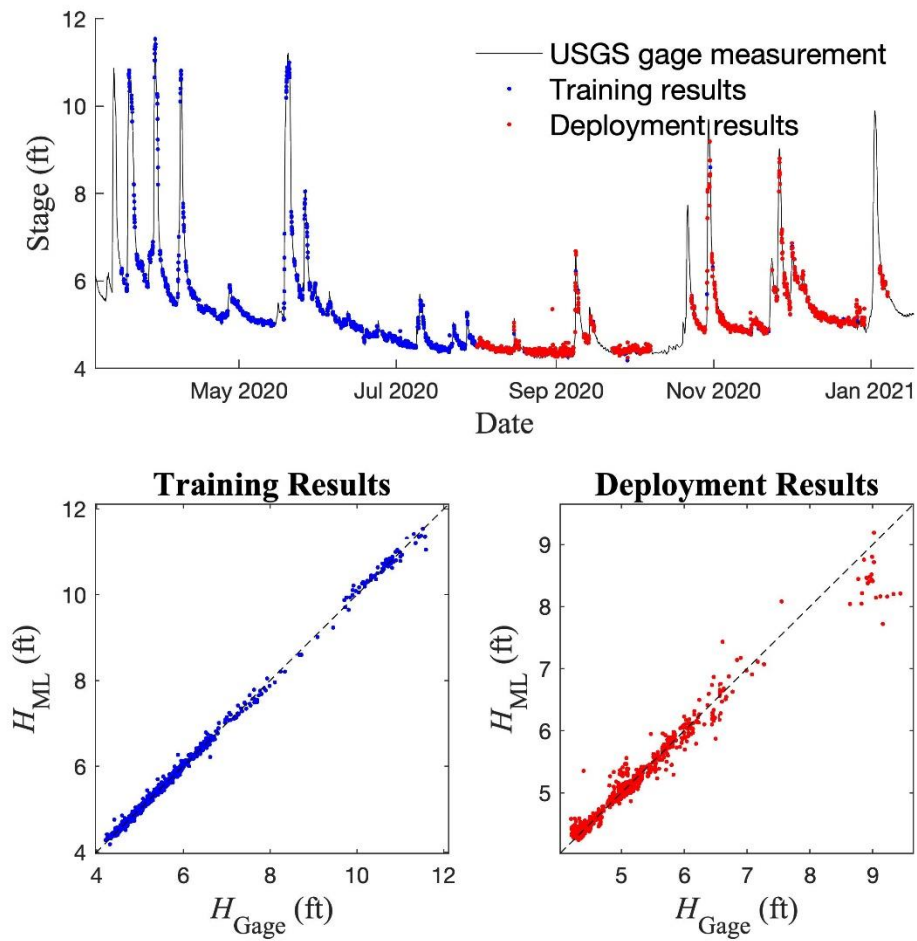 12
10
8
6
4
Stage (ft)
USGS gage measurement
Training results
Deployment results
May 2020
Jul 2020
Sep 2020
Nov 2020
Jan 2021
Date
Training Results
12
10
8
6
4
H_ML (ft)
4
6
8
10
12
H_Gage (ft)
Deployment Results
9
8
7
6
5
H_ML (ft)
5
6
7
8
9
H_Gage (ft)